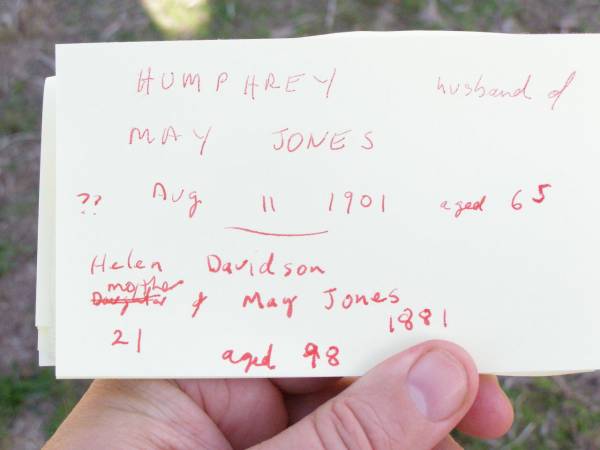 HUMPHREY husband of
MAY JONES
?? Aug 11 1901 aged 65
Helen Davidson
mother
Daughter of May Jones
21 1881
aged 98